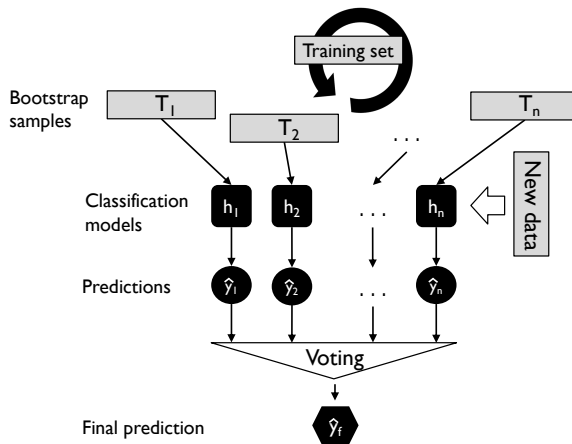 Training set
Bootstrap
samples
T₁
T₂
. . .
Tₙ
Classification
models
h₁
h₂
. . .
hₙ
New data
Predictions
ŷ₁
ŷ₂
. . .
ŷₙ
Voting
Final prediction
ŷf